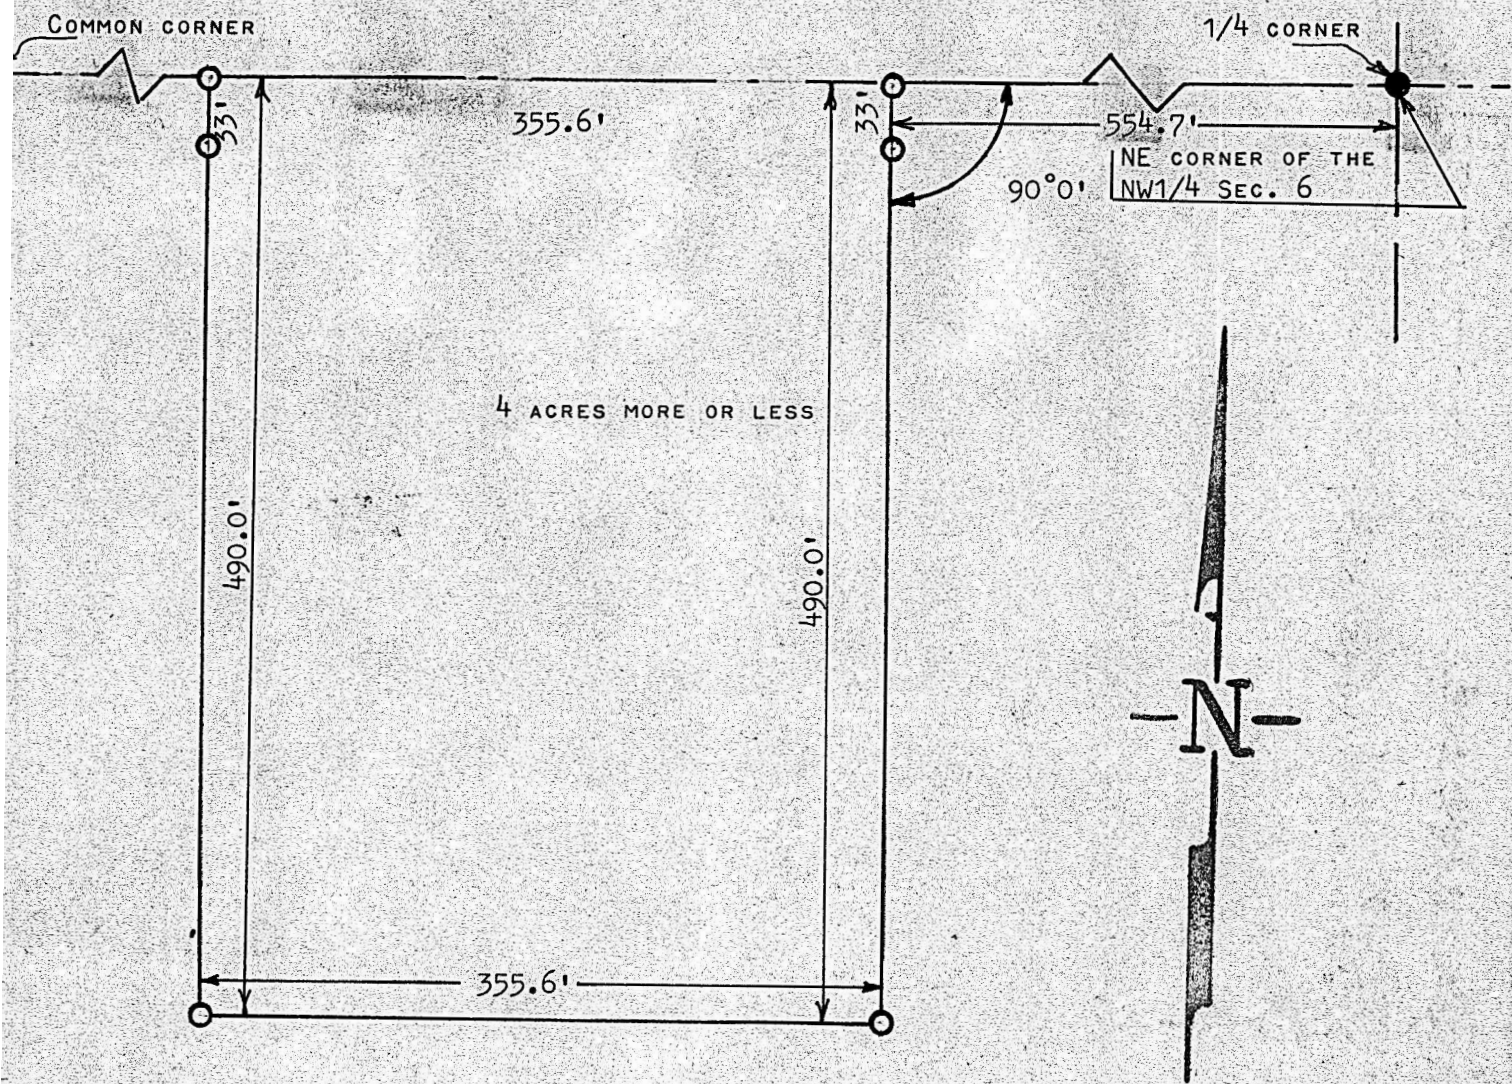 Common corner
1/4 corner
33'
355.6'
33'
554.7'
NE corner of the
NW1/4 Sec. 6
90°0'
4 acres more or less
490.0'
490.0'
N
355.6'